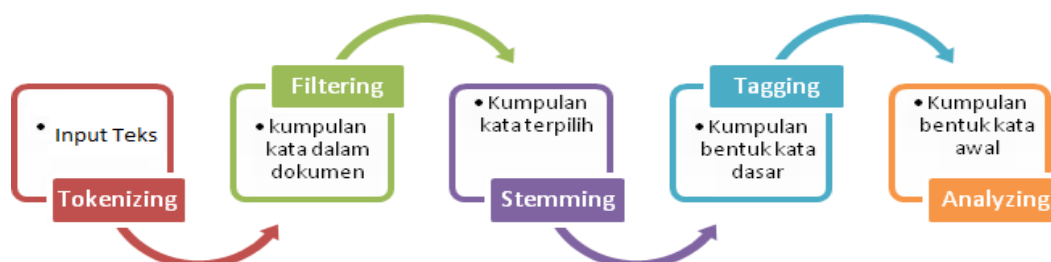 • Input Teks
Tokenizing
Filtering
• kumpulan
kata dalam
dokumen
• Kumpulan
kata terpilih
Stemming
Tagging
• Kumpulan
bentuk kata
dasar
• Kumpulan
bentuk kata
awal
Analyzing